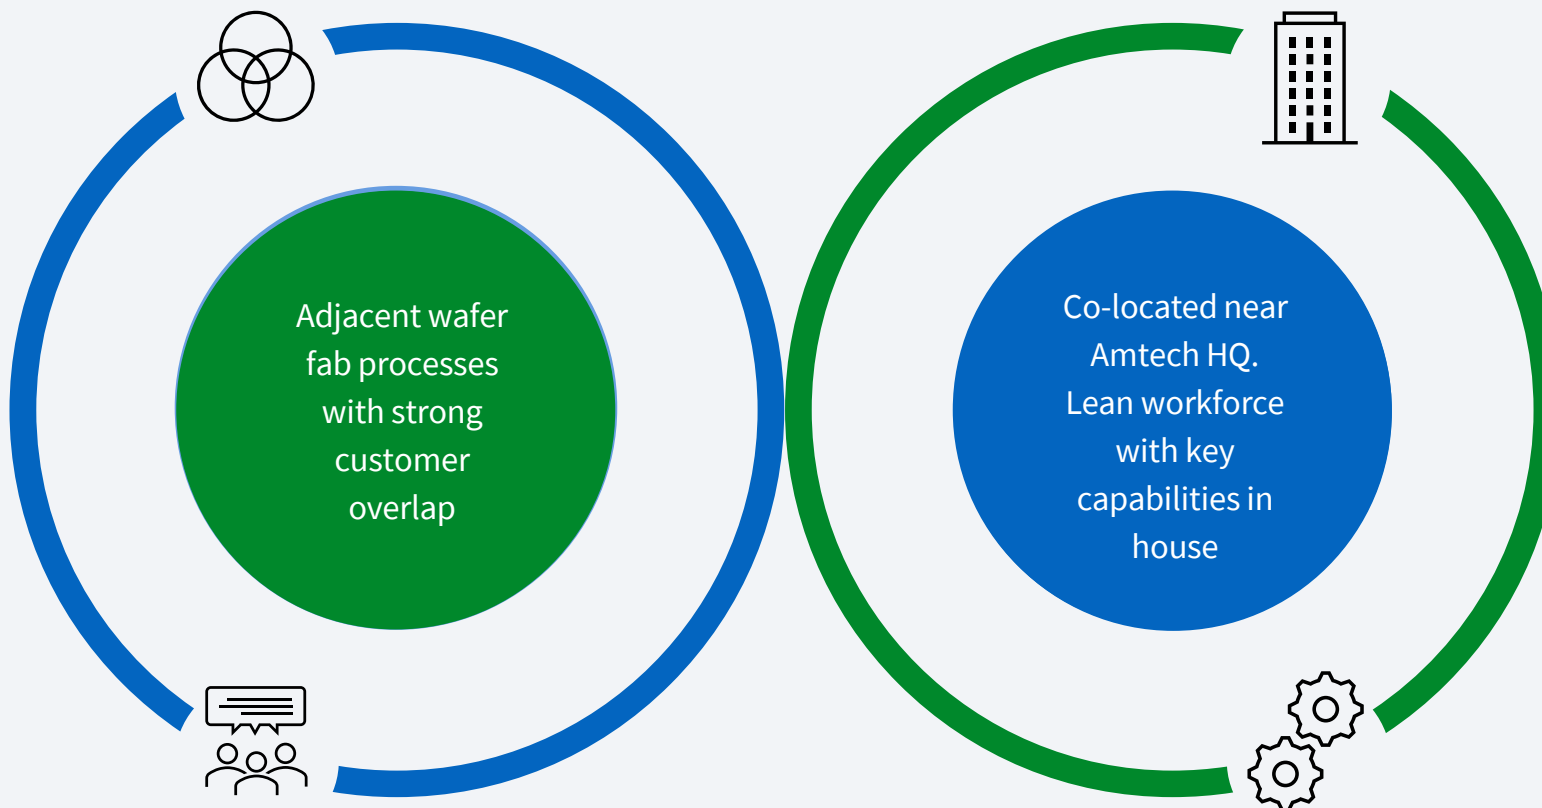 Adjacent wafer
fab processes
with strong
customer
overlap
Co-located near
Amtech HQ.
Lean workforce
with key
capabilities in
house